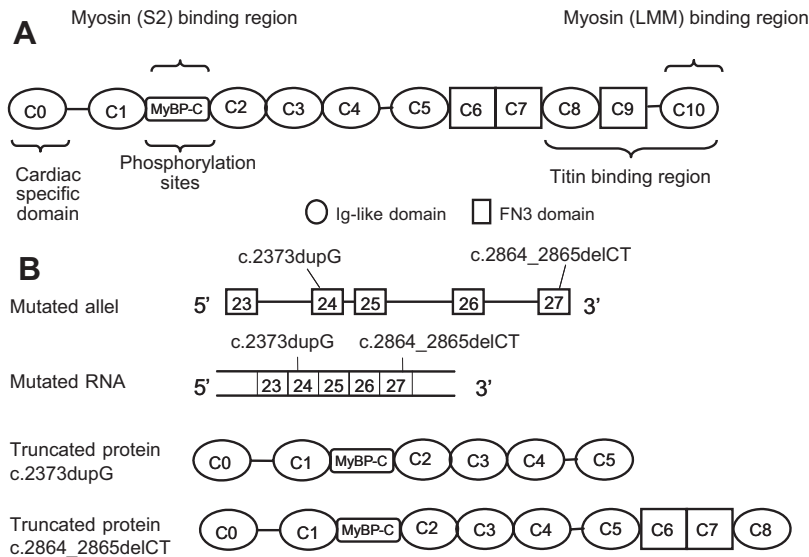 Myosin (S2) binding region
Myosin (LMM) binding region
A
C0 C1 MyBP-C C2 C3 C4 C5 C6 C7 C8 C9 C10
Cardiac
specific
domain
Phosphorylation
sites
Titin binding region
Ig-like domain
FN3 domain
B
c.2373dupG
c.2864_2865delCT
Mutated allel 5' 23 24 25 26 27 3'
c.2373dupG
c.2864_2865delCT
Mutated RNA 5' 23 24 25 26 27 3'
Truncated protein
c.2373dupG
C0 C1 MyBP-C C2 C3 C4 C5
Truncated protein
c.2864_2865delCT
C0 C1 MyBP-C C2 C3 C4 C5 C6 C7 C8